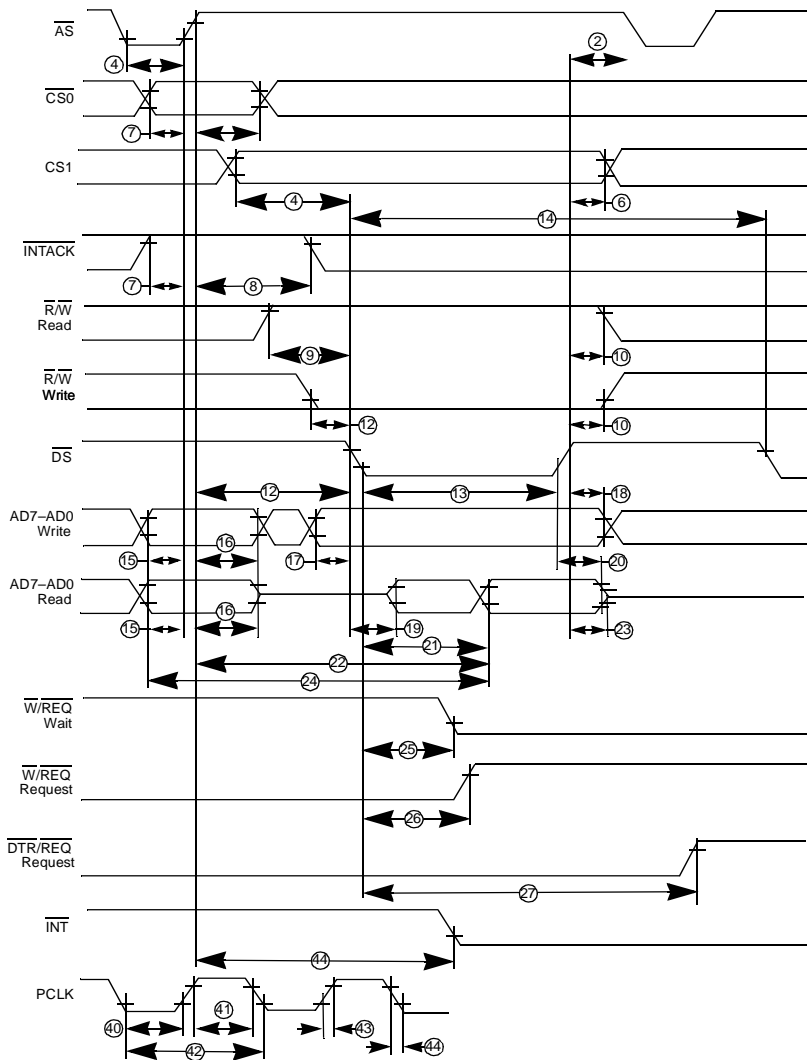 AS
2
4
CS0
7
CS1
4
6
14
INTACK
7
8
R/W
Read
9
10
R/W
Write
12
10
DS
12
13
18
AD7–AD0
Write
15
16
17
20
AD7–AD0
Read
16
15
19
23
21
22
24
W/REQ
Wait
25
W/REQ
Request
26
DTR/REQ
Request
27
INT
44
PCLK
40
41
43
42
44